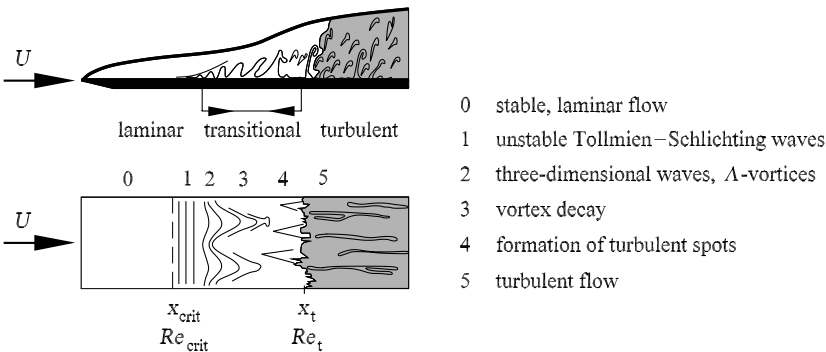 U
laminar transitional turbulent
0 1 2 3 4 5
U
x_crit x_t
Re_crit Re_t
0 stable, laminar flow
1 unstable Tollmien–Schlichting waves
2 three-dimensional waves, Λ-vortices
3 vortex decay
4 formation of turbulent spots
5 turbulent flow